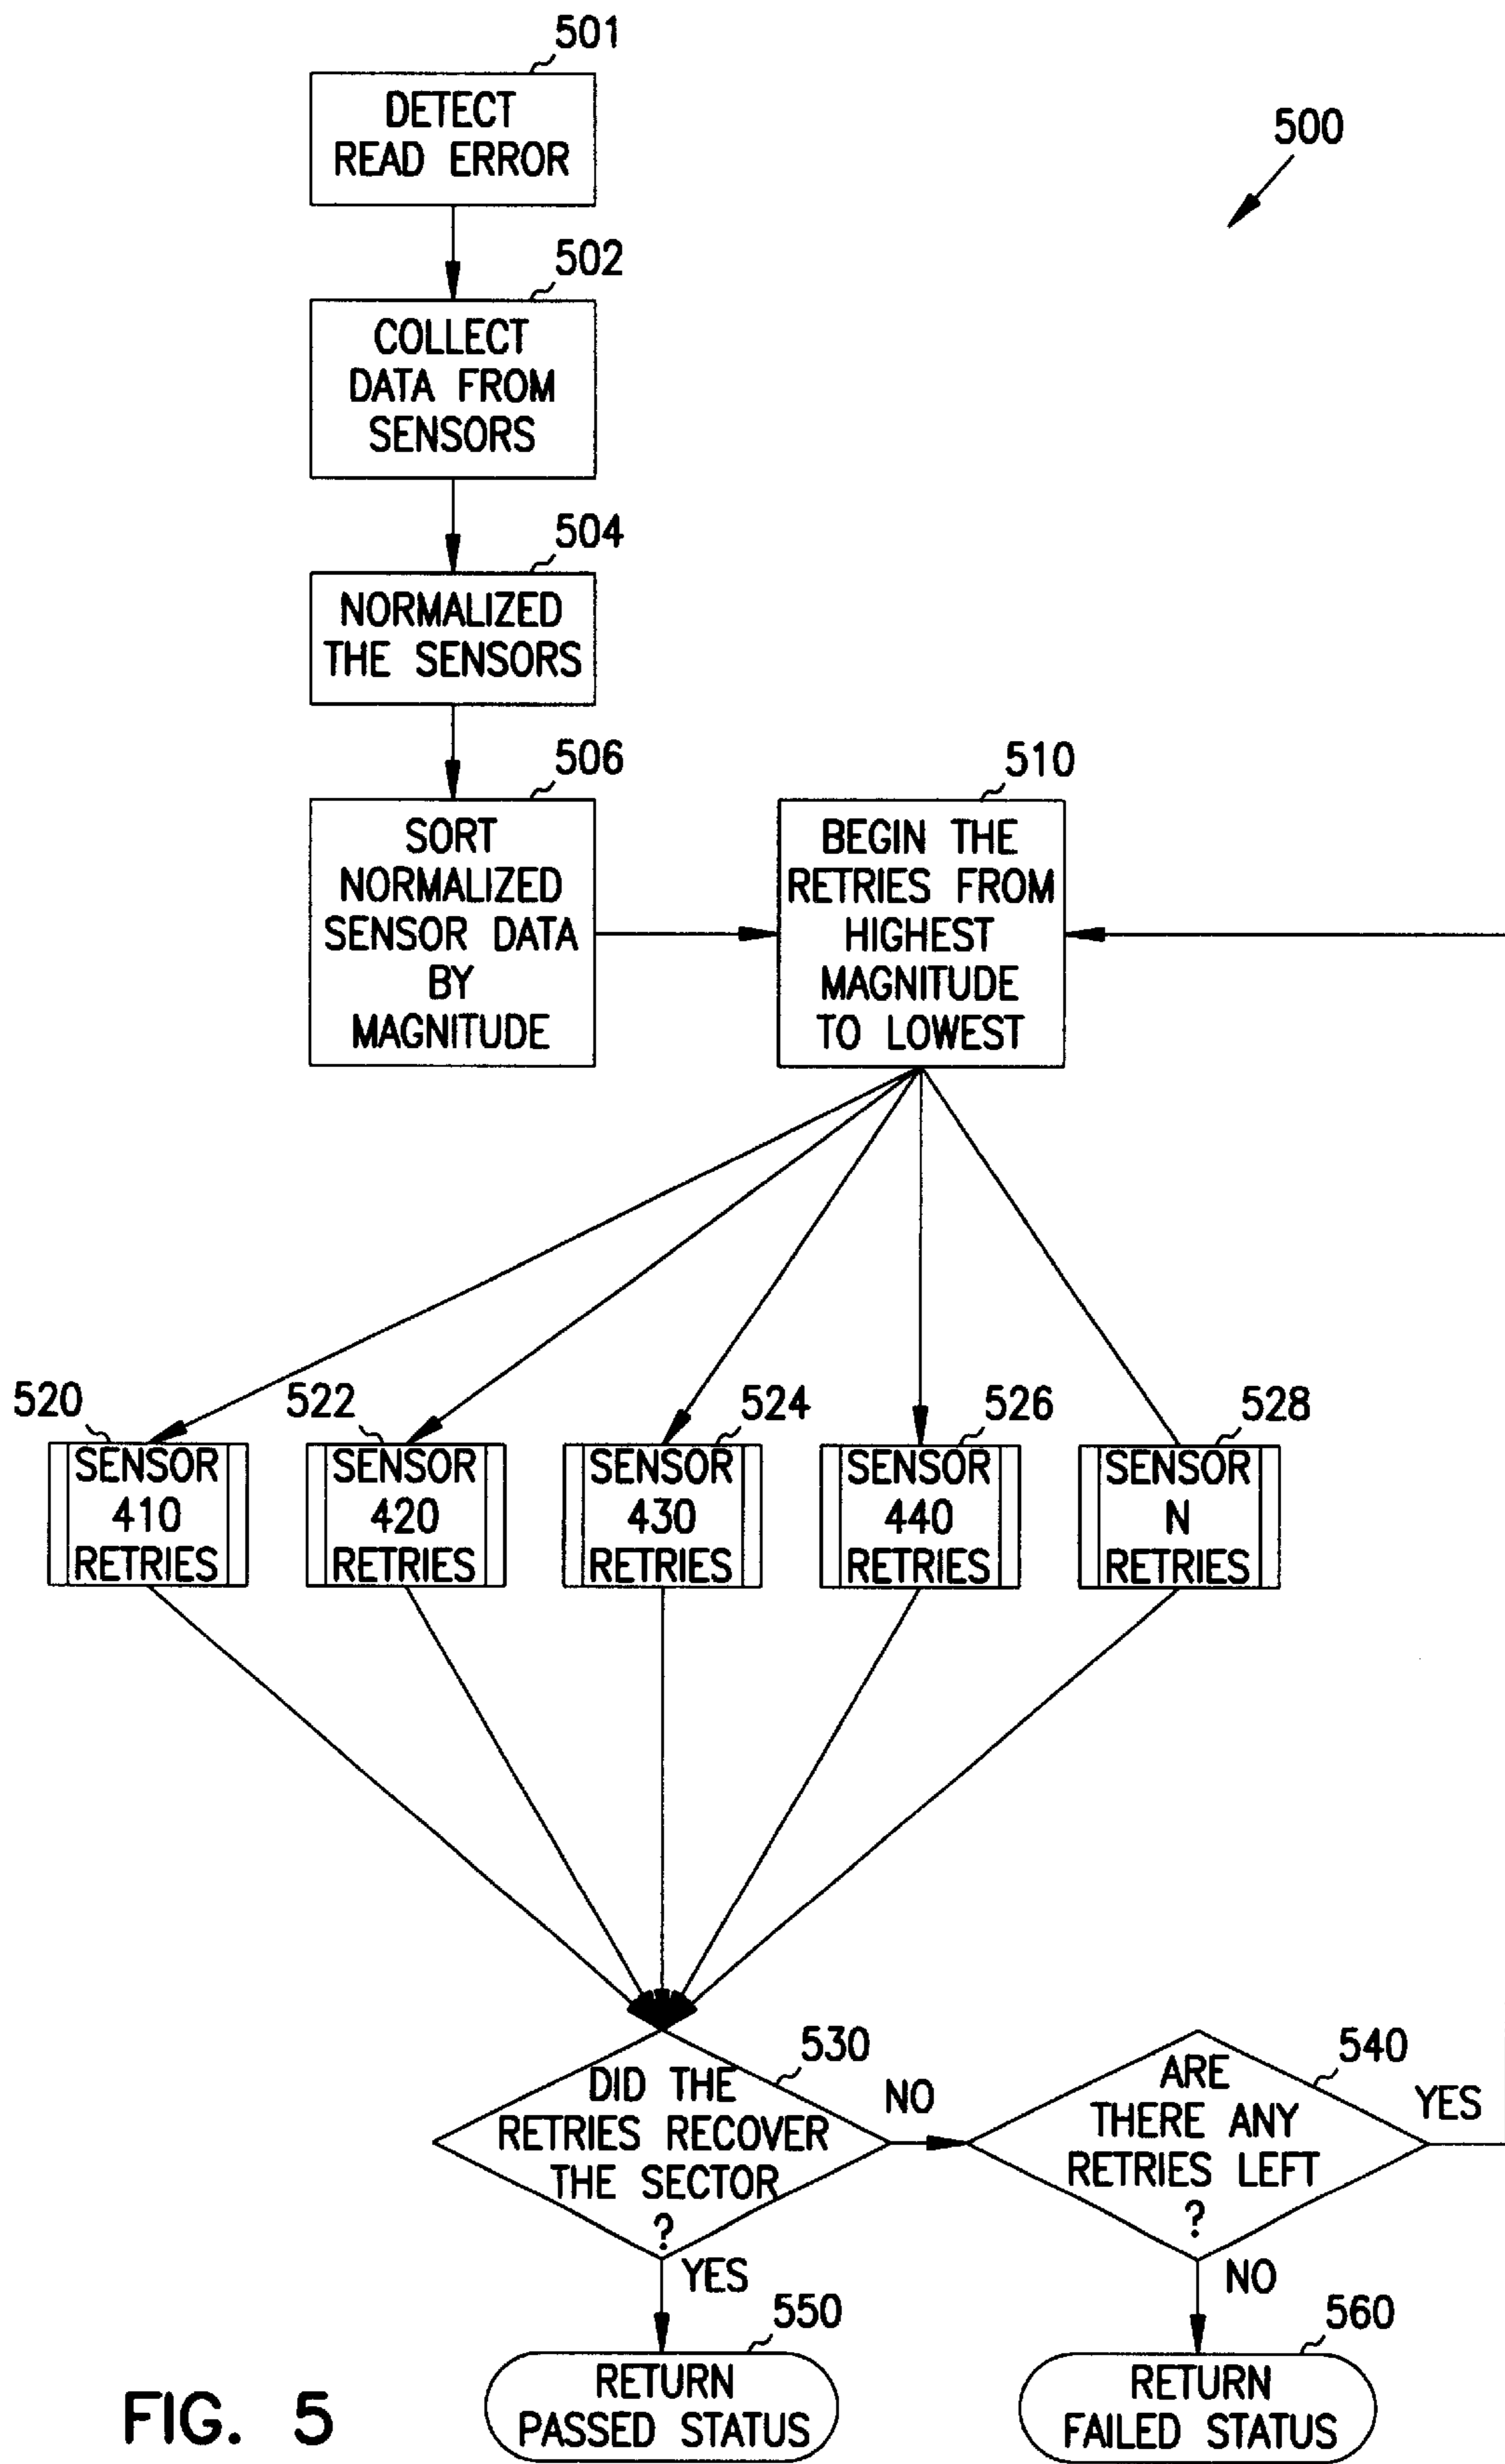 501
DETECT
READ ERROR
500
502
COLLECT
DATA FROM
SENSORS
504
NORMALIZED
THE SENSORS
506
SORT
NORMALIZED
SENSOR DATA
BY
MAGNITUDE
510
BEGIN THE
RETRIES FROM
HIGHEST
MAGNITUDE
TO LOWEST
520
SENSOR
410
RETRIES
522
SENSOR
420
RETRIES
524
SENSOR
430
RETRIES
526
SENSOR
440
RETRIES
528
SENSOR
N
RETRIES
530
DID THE
RETRIES RECOVER
THE SECTOR
?
NO
YES
540
ARE
THERE ANY
RETRIES LEFT
?
YES
NO
550
RETURN
PASSED STATUS
560
RETURN
FAILED STATUS
FIG. 5